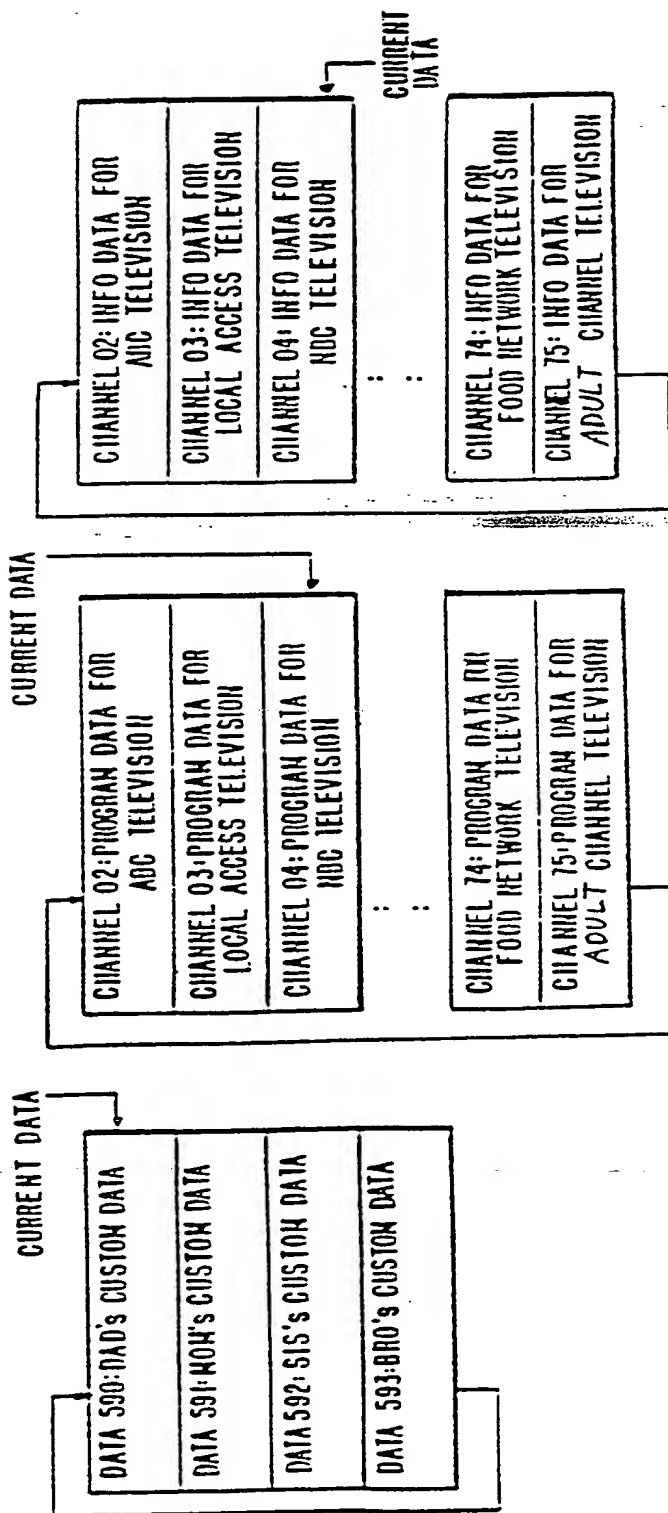 CURRENT DATA
DATA 590:DAD's CUSTOM DATA
DATA 591:MOM's CUSTOM DATA
DATA 592:SIS's CUSTOM DATA
DATA 593:BRO's CUSTOM DATA
CURRENT DATA
CHANNEL 02:PROGRAM DATA FOR
ABC TELEVISION
CHANNEL 03:PROGRAM DATA FOR
LOCAL ACCESS TELEVISION
CHANNEL 04:PROGRAM DATA FOR
NBC TELEVISION
CHANNEL 74:PROGRAM DATA FOR
FOOD NETWORK TELEVISION
CHANNEL 75:PROGRAM DATA FOR
ADULT CHANNEL TELEVISION
CHANNEL 02:INFO DATA FOR
ABC TELEVISION
CHANNEL 03:INFO DATA FOR
LOCAL ACCESS TELEVISION
CHANNEL 04:INFO DATA FOR
NBC TELEVISION
CURRENT
DATA
CHANNEL 74:INFO DATA FOR
FOOD NETWORK TELEVISION
CHANNEL 75:INFO DATA FOR
ADULT CHANNEL TELEVISION